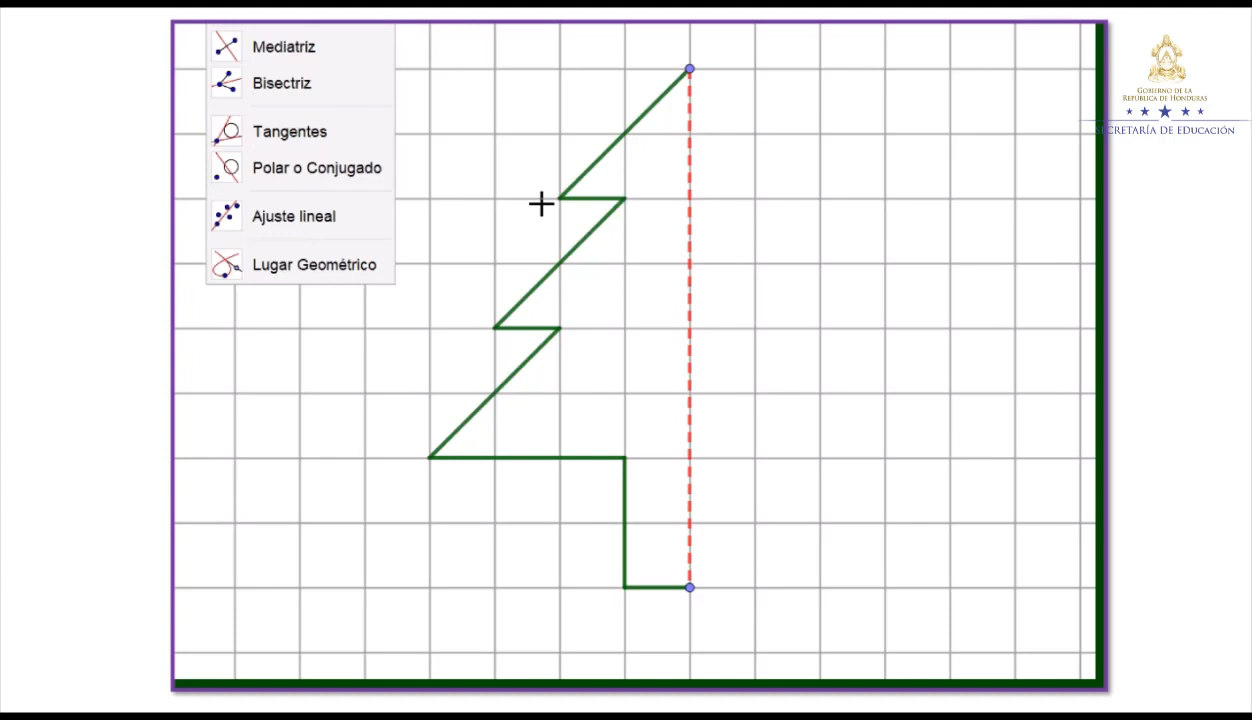 Mediatriz
Bisectriz
Tangentes
Polar o Conjugado
Ajuste lineal
Lugar Geométrico
GOBIERNO DE LA
REPÚBLICA DE HONDURAS
SECRETARÍA DE EDUCACIÓN